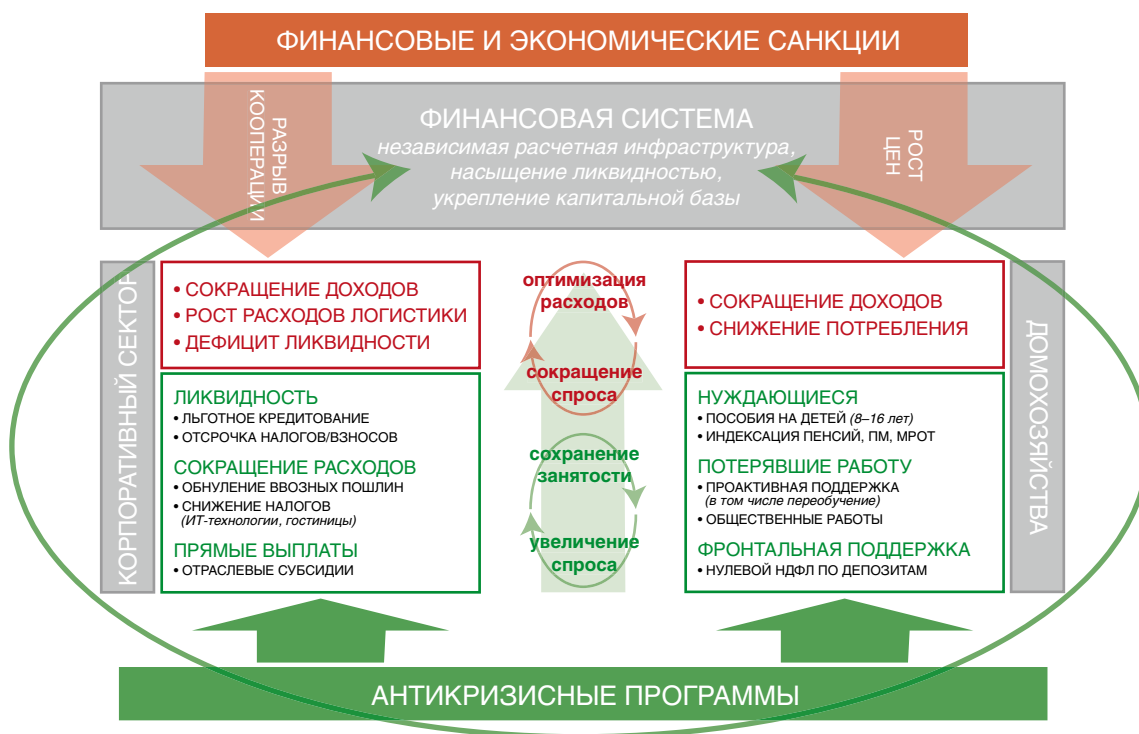 ФИНАНСОВЫЕ И ЭКОНОМИЧЕСКИЕ САНКЦИИ
РАЗРЫВ
КООПЕРАЦИИ
ФИНАНСОВАЯ СИСТЕМА
независимая расчетная инфраструктура,
насыщение ликвидностью,
укрепление капитальной базы
РОСТ
ЦЕН
КОРПОРАТИВНЫЙ СЕКТОР
• СОКРАЩЕНИЕ ДОХОДОВ
• РОСТ РАСХОДОВ ЛОГИСТИКИ
• ДЕФИЦИТ ЛИКВИДНОСТИ
ЛИКВИДНОСТЬ
• ЛЬГОТНОЕ КРЕДИТОВАНИЕ
• ОТСРОЧКА НАЛОГОВ/ВЗНОСОВ
СОКРАЩЕНИЕ РАСХОДОВ
• ОБНУЛЕНИЕ ВВОЗНЫХ ПОШЛИН
• СНИЖЕНИЕ НАЛОГОВ
(ИТ-технологии, гостиницы)
ПРЯМЫЕ ВЫПЛАТЫ
• ОТРАСЛЕВЫЕ СУБСИДИИ
оптимизация
расходов
сокращение
спроса
сохранение
занятости
увеличение
спроса
• СОКРАЩЕНИЕ ДОХОДОВ
• СНИЖЕНИЕ ПОТРЕБЛЕНИЯ
НУЖДАЮЩИЕСЯ
• ПОСОБИЯ НА ДЕТЕЙ (8–16 лет)
• ИНДЕКСАЦИЯ ПЕНСИЙ, ПМ, МРОТ
ПОТЕРЯВШИЕ РАБОТУ
• ПРОАКТИВНАЯ ПОДДЕРЖКА
(в том числе переобучение)
• ОБЩЕСТВЕННЫЕ РАБОТЫ
ФРОНТАЛЬНАЯ ПОДДЕРЖКА
• НУЛЕВОЙ НДФЛ ПО ДЕПОЗИТАМ
ДОМОХОЗЯЙСТВА
АНТИКРИЗИСНЫЕ ПРОГРАММЫ